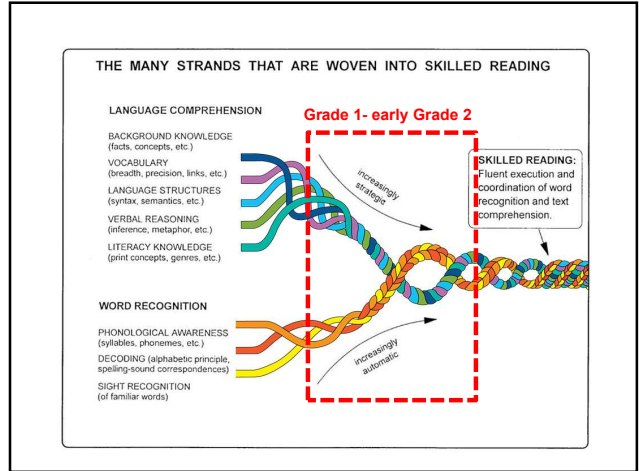 THE MANY STRANDS THAT ARE WOVEN INTO SKILLED READING
LANGUAGE COMPREHENSION
Grade 1- early Grade 2
BACKGROUND KNOWLEDGE
(facts, concepts, etc.)
VOCABULARY
(breadth, precision, links, etc.)
LANGUAGE STRUCTURES
(syntax, semantics, etc.)
VERBAL REASONING
(inference, metaphor, etc.)
LITERACY KNOWLEDGE
(print concepts, genres, etc.)
increasingly
strategic
SKILLED READING:
Fluent execution and
coordination of word
recognition and text
comprehension.
WORD RECOGNITION
PHONOLOGICAL AWARENESS
(syllables, phonemes, etc.)
DECODING (alphabetic principle,
spelling-sound correspondences)
SIGHT RECOGNITION
(of familiar words)
increasingly
automatic